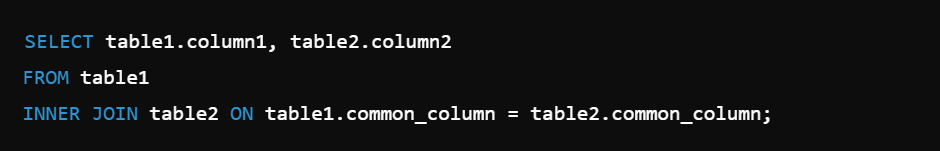 SELECT table1.column1, table2.column2
FROM table1
INNER JOIN table2 ON table1.common_column = table2.common_column;